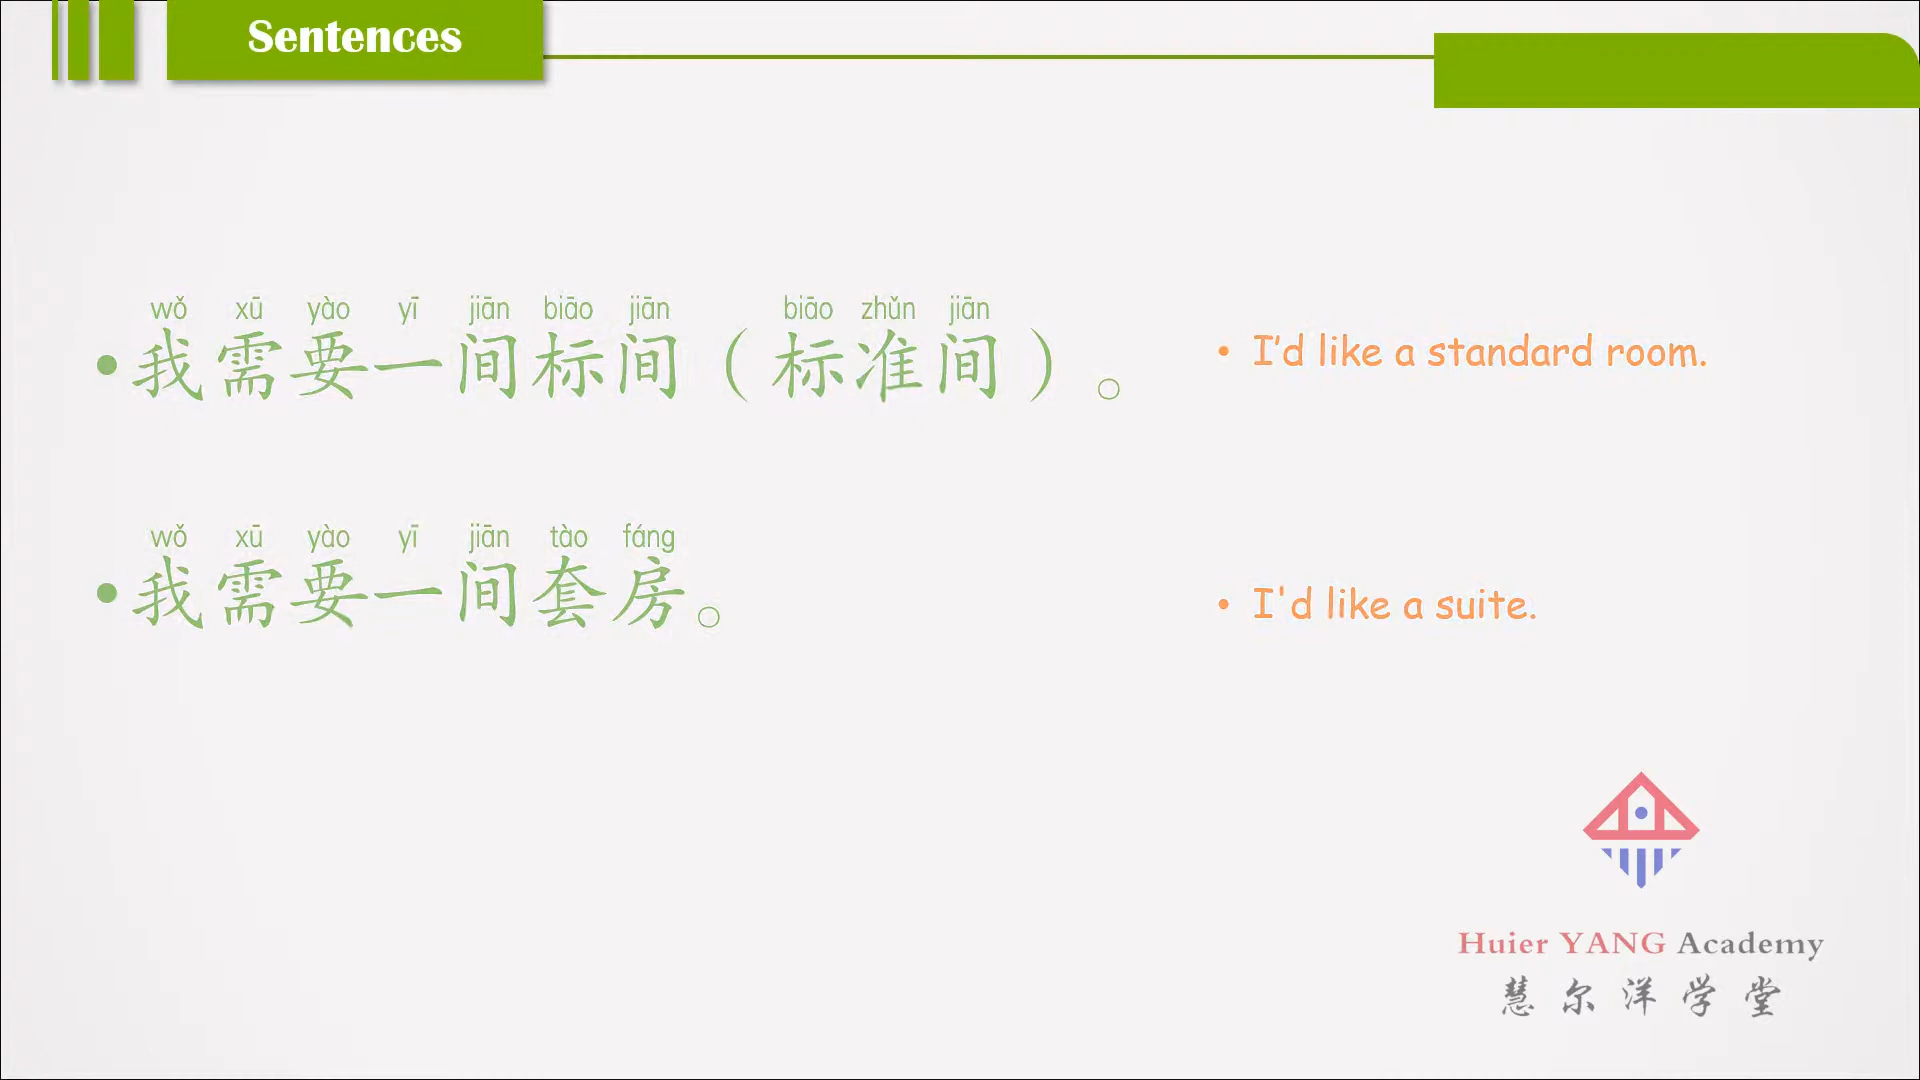 Sentences
wǒ xū yào yī jiān biāo jiān biāo zhǔn jiān
• 我需要一间标间（标准间）。
• I’d like a standard room.
wǒ xū yào yī jiān tào fáng
• 我需要一间套房。
• I'd like a suite.
Huier YANG Academy
慧尔洋学堂